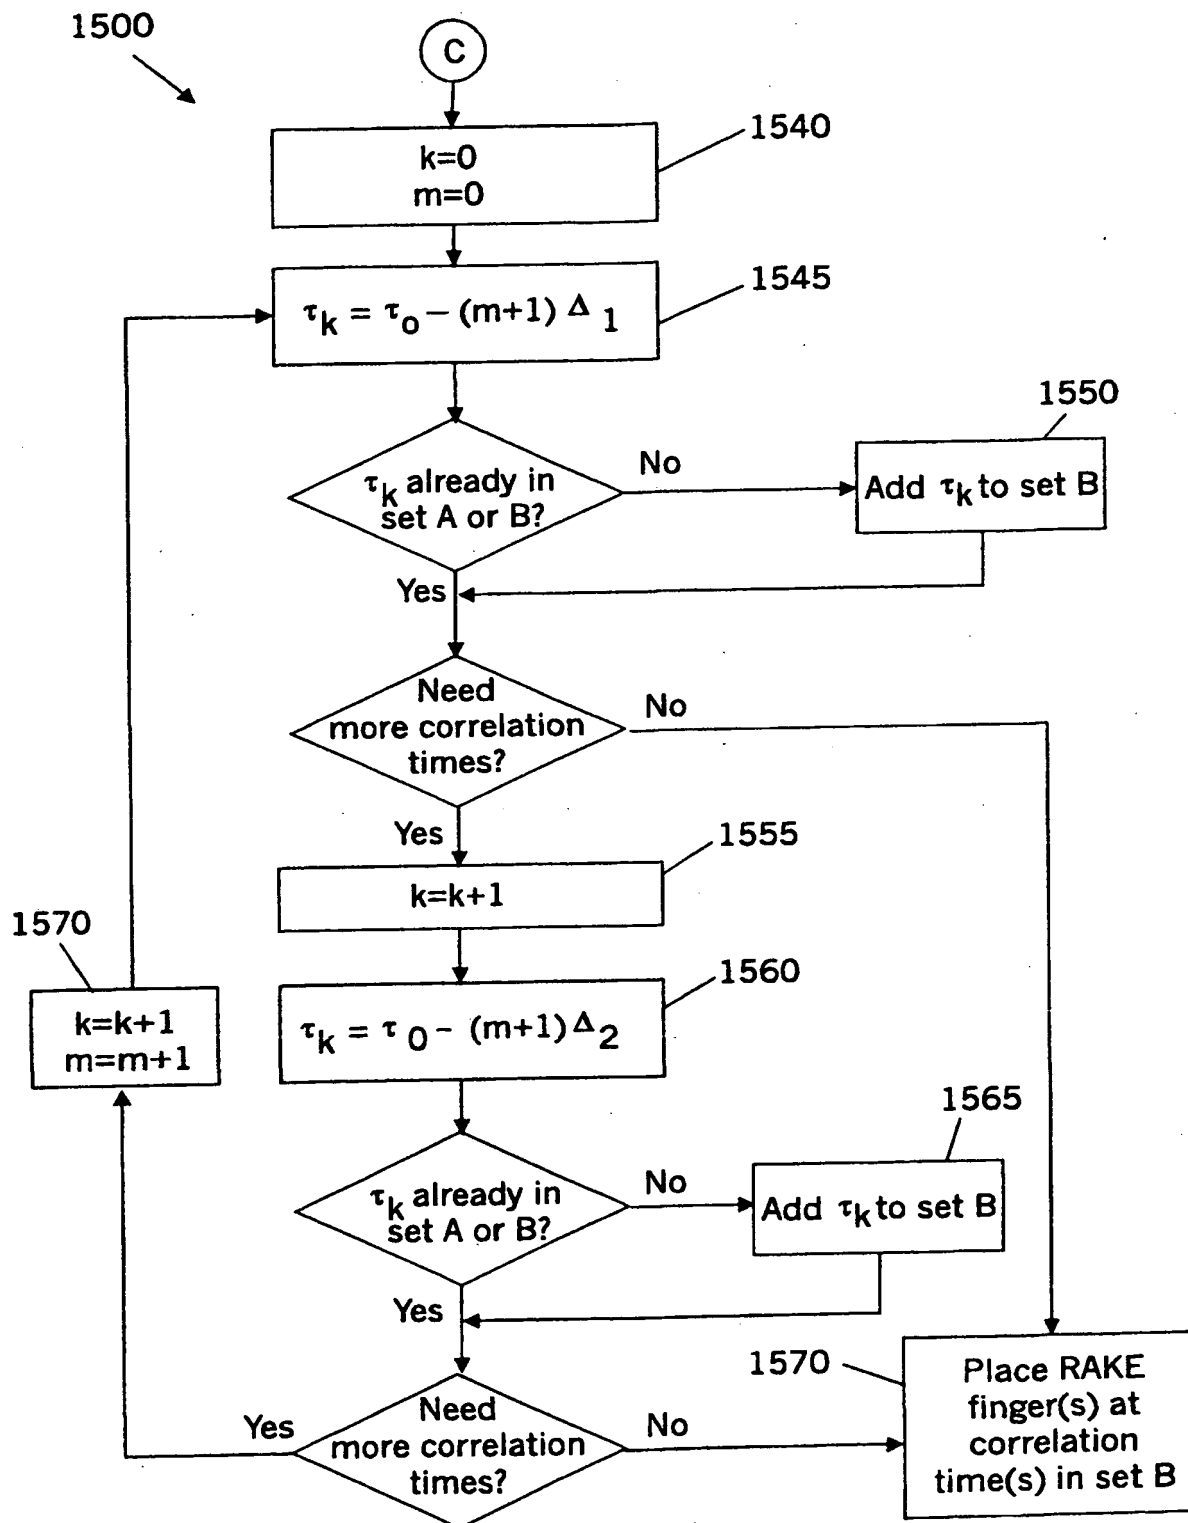 1500
C
1540
k=0
m=0
1545
τk = τo – (m+1) Δ 1
1550
τk already in
set A or B?
No
Add τk to set B
Yes
Need
more correlation
times?
No
Yes
1555
k=k+1
1570
k=k+1
m=m+1
1560
τk = τ0 – (m+1) Δ2
1565
τk already in
set A or B?
No
Add τk to set B
Yes
1570
Place RAKE
finger(s) at
correlation
time(s) in set B
Need
more correlation
times?
Yes
No